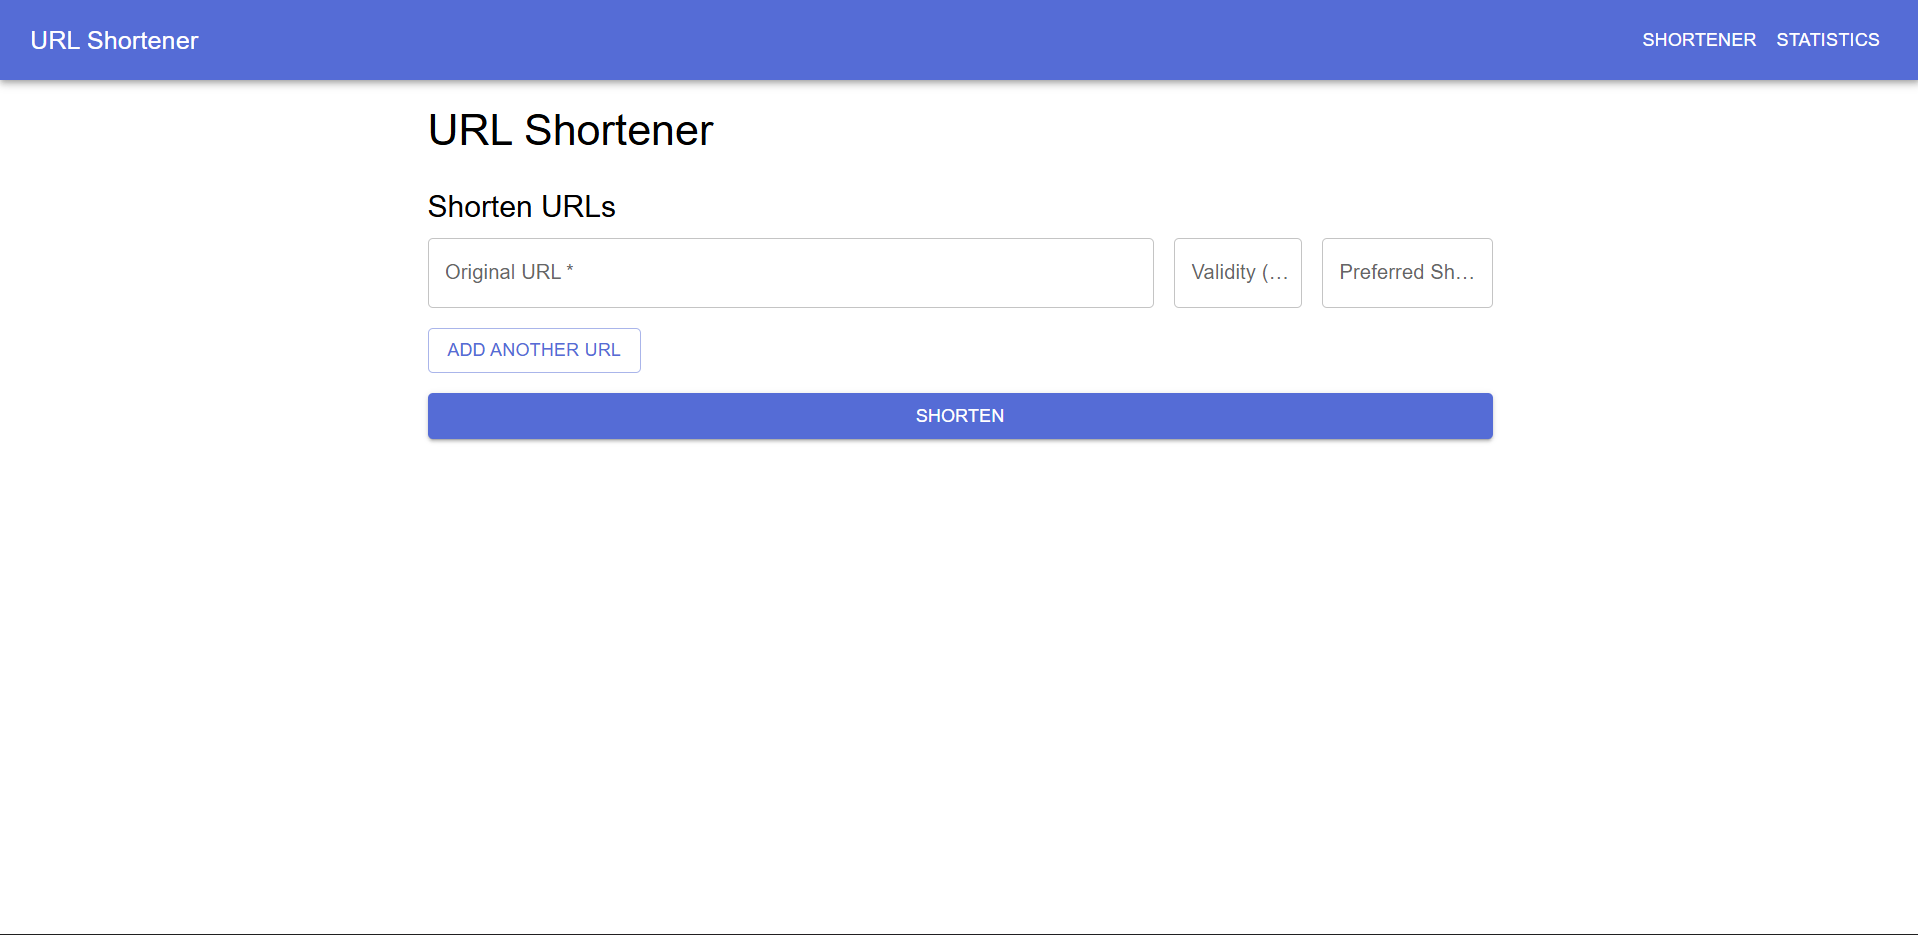 URL Shortener
SHORTENER STATISTICS
URL Shortener
Shorten URLs
Original URL * Validity (… Preferred Sh…
ADD ANOTHER URL
SHORTEN